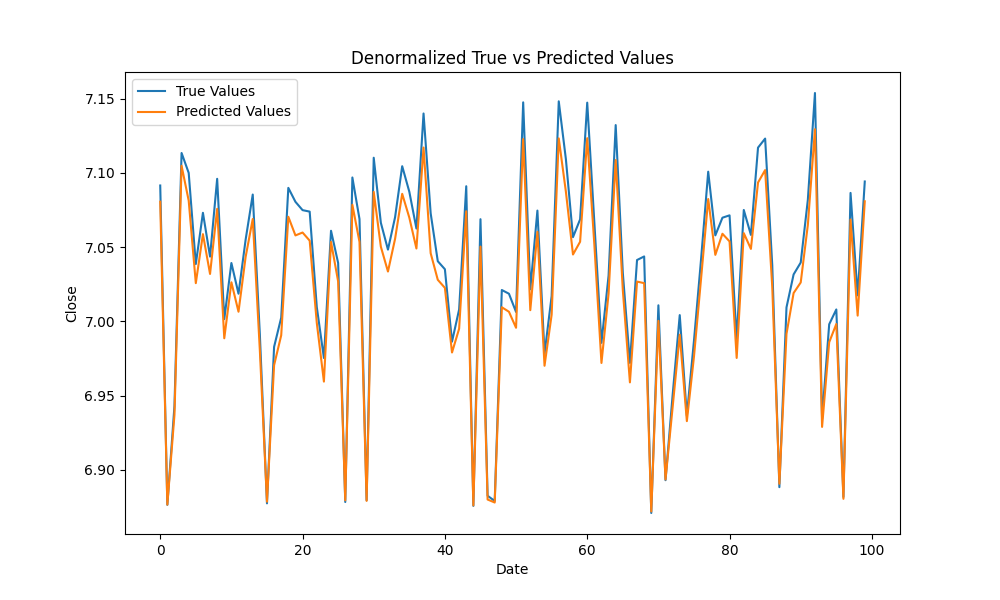 Denormalized True vs Predicted Values
True Values
Predicted Values
Close
7.15
7.10
7.05
7.00
6.95
6.90
0
20
40
60
80
100
Date